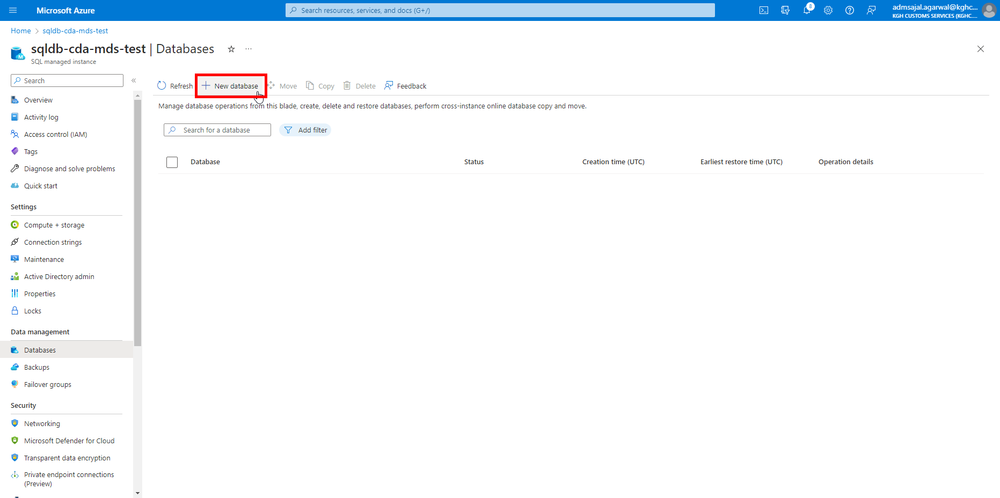 Microsoft Azure
Search resources, services, and docs (G+/)
8
admsajal.agarwal@kghc...
KGH CUSTOMS SERVICES (KGHC....
Home > sqldb-cda-mds-test
sqldb-cda-mds-test | Databases
...
SQL managed instance
Search
«
Refresh
New database
Move
Copy
Delete
Feedback
Manage database operations from this blade, create, delete and restore databases, perform cross-instance online database copy and move.
Search for a database
Add filter
Database Status Creation time (UTC) Earliest restore time (UTC) Operation details
Overview
Activity log
Access control (IAM)
Tags
Diagnose and solve problems
Quick start
Settings
Compute + storage
Connection strings
Maintenance
Active Directory admin
Properties
Locks
Data management
Databases
Backups
Failover groups
Security
Networking
Microsoft Defender for Cloud
Transparent data encryption
Private endpoint connections
(Preview)